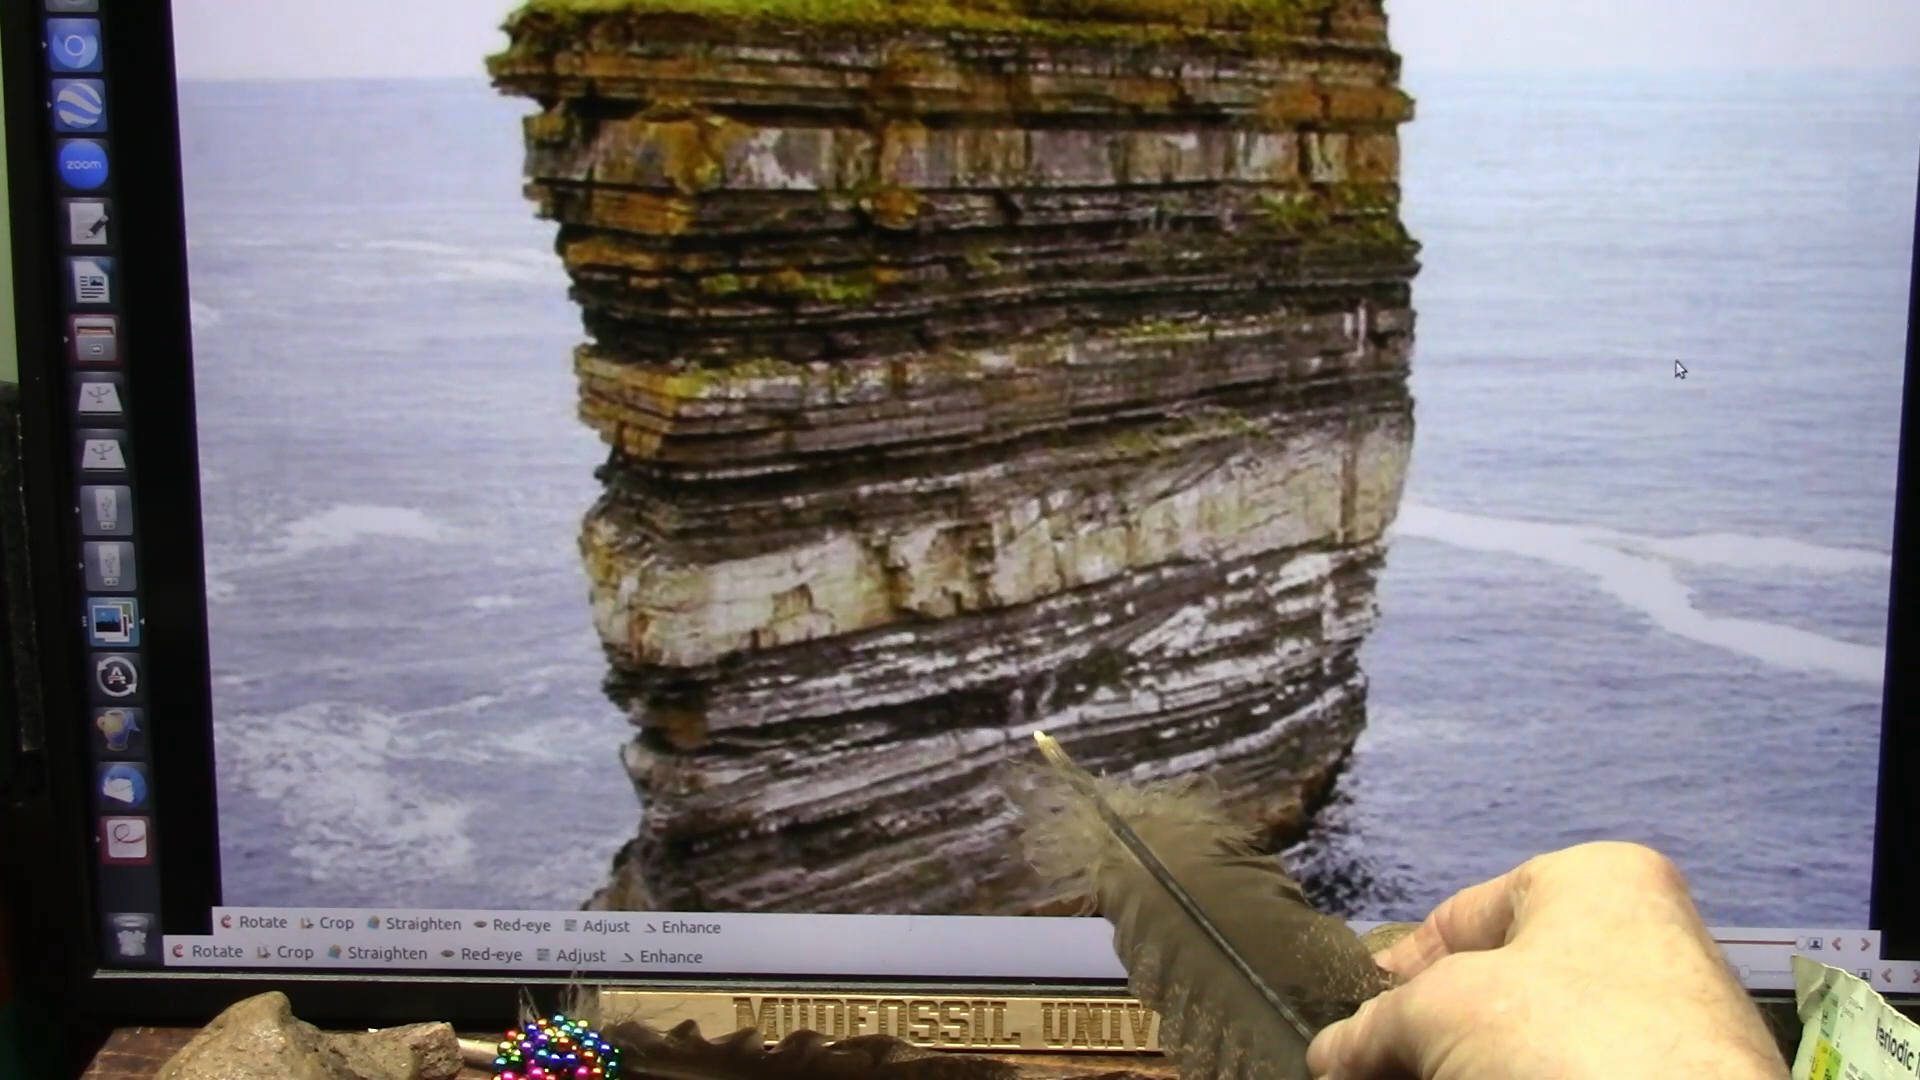 zoom
Rotate Crop Straighten Red-eye Adjust Enhance
Rotate Crop Straighten Red-eye Adjust Enhance
MUDFOSSIL UNIV